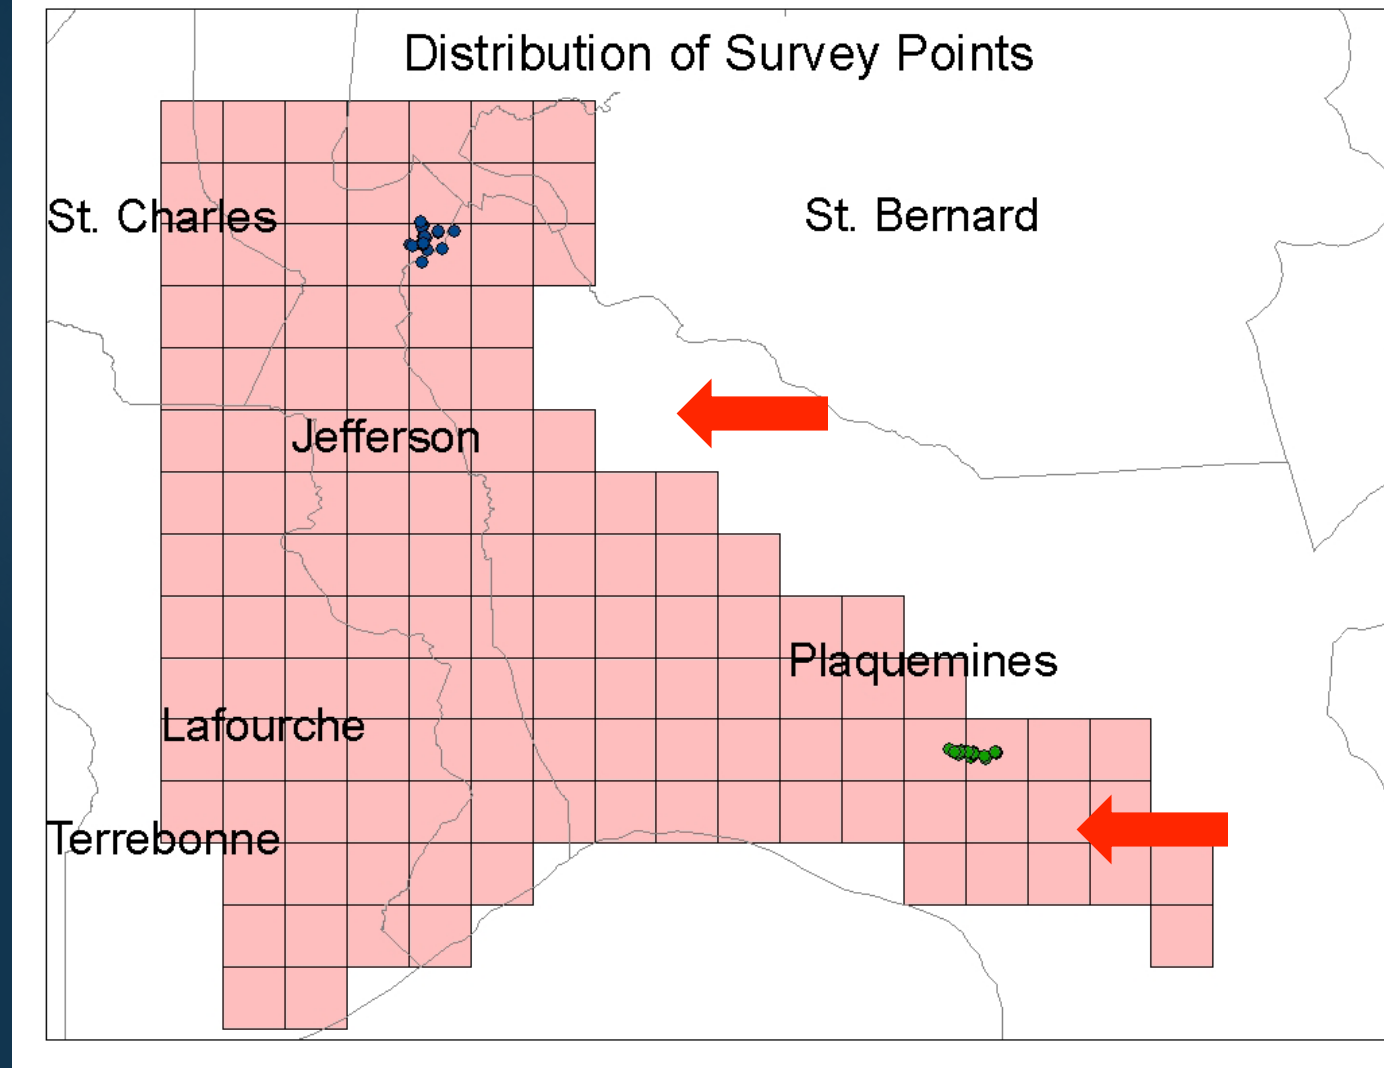 Distribution of Survey Points
St. Charles
St. Bernard
Jefferson
Plaquemines
Lafourche
Terrebonne